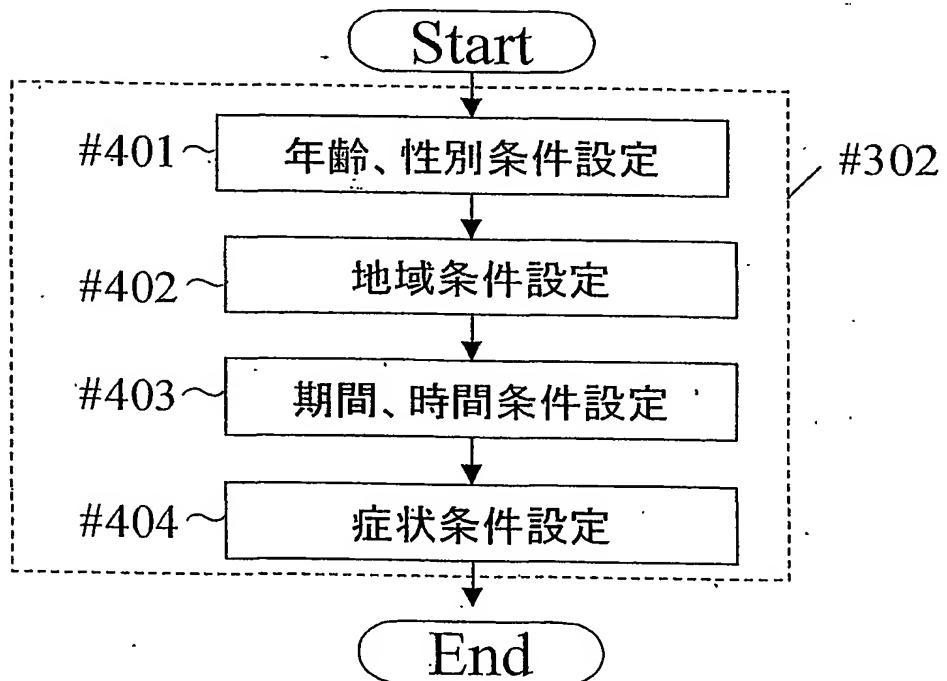 Start
#401 年齢、性別条件設定
#302
#402 地域条件設定
#403 期間、時間条件設定
#404 症状条件設定
End